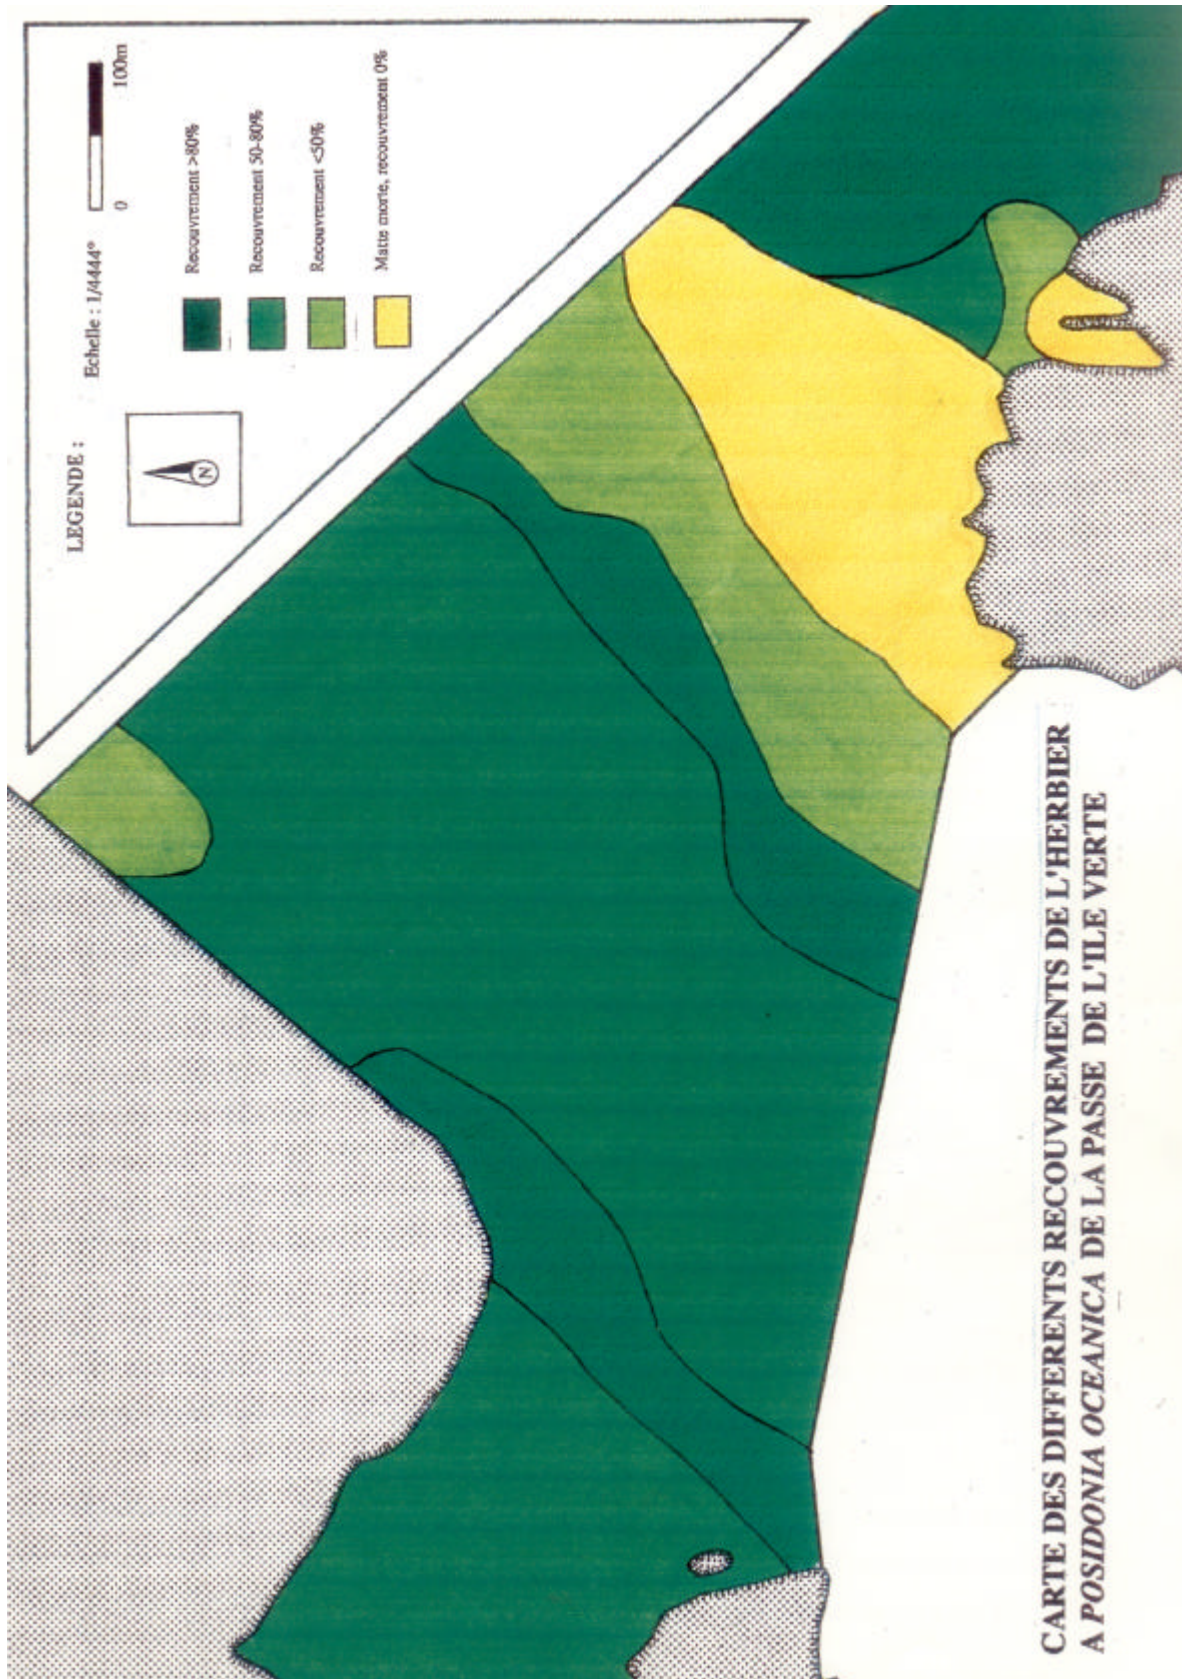 LEGENDE :
Echelle : 1/4444°
0 100m
N
Recouvrement >80%
Recouvrement 50-80%
Recouvrement <50%
Matte morte, recouvrement 0%
CARTE DES DIFFERENTS RECOUVREMENTS DE L'HERBIER
A POSIDONIA OCEANICA DE LA PASSE DE L'ILE VERTE